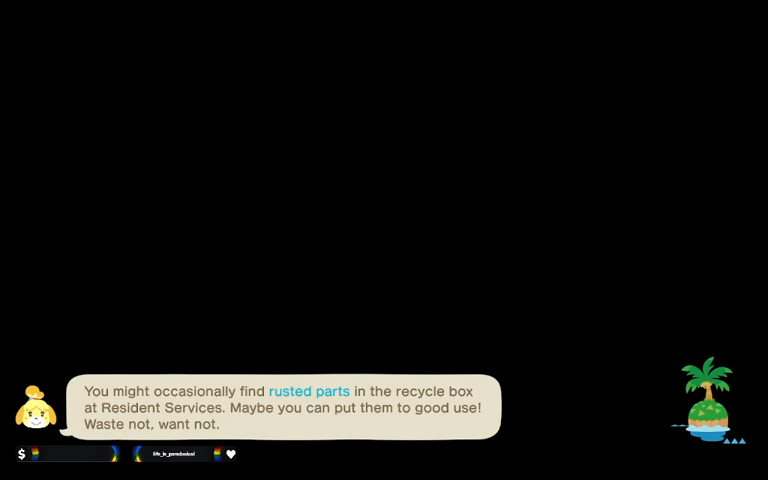 You might occasionally find rusted parts in the recycle box
at Resident Services. Maybe you can put them to good use!
Waste not, want not.
$
life_in_paradoxical